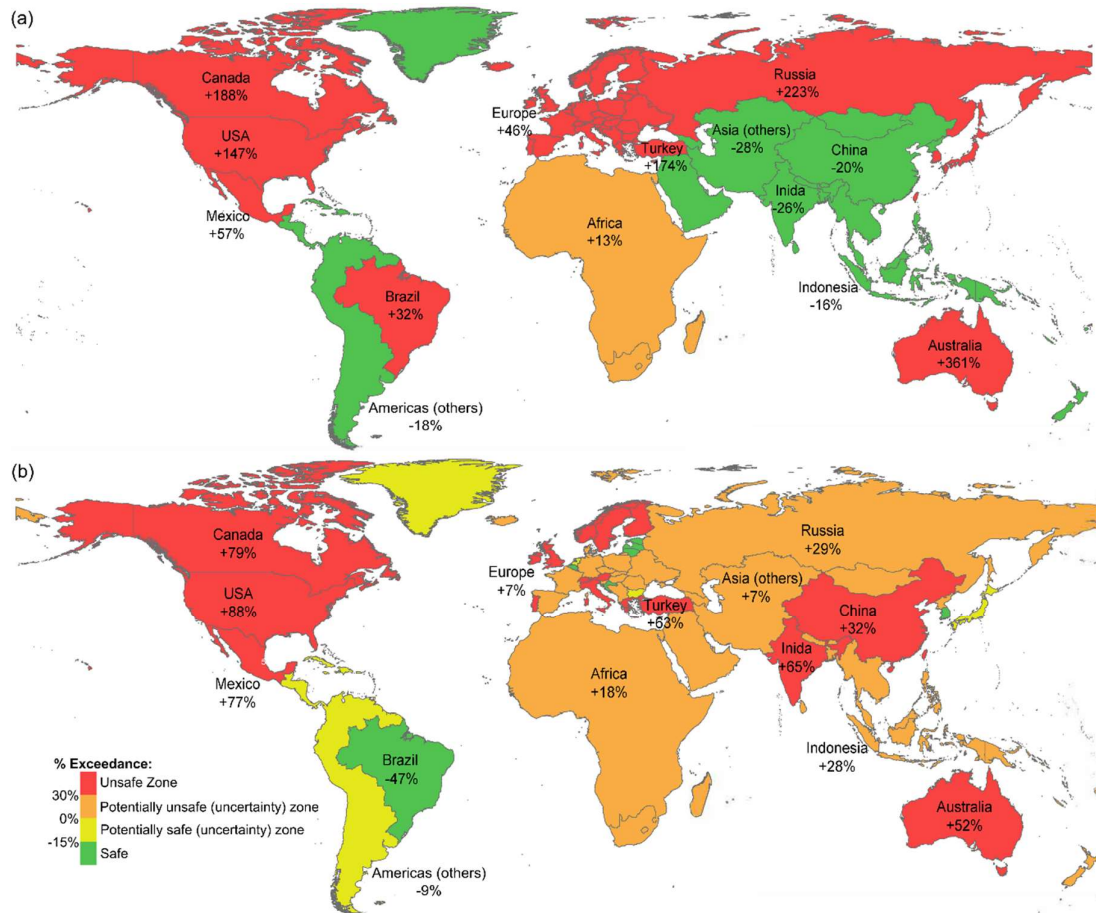 (a)
Canada
+188%
USA
+147%
Mexico
+57%
Brazil
+32%
Americas (others)
-18%
Europe
+46%
Turkey
+174%
Russia
+223%
Asia (others)
-28%
China
-20%
Inida
-26%
Africa
+13%
Indonesia
-16%
Australia
+361%
(b)
Canada
+79%
USA
+88%
Mexico
+77%
Brazil
-47%
Americas (others)
-9%
Europe
+7%
Turkey
+63%
Russia
+29%
Asia (others)
+7%
China
+32%
Inida
+65%
Africa
+18%
Indonesia
+28%
Australia
+52%
% Exceedance:
Unsafe Zone
30%
Potentially unsafe (uncertainty) zone
0%
Potentially safe (uncertainty) zone
-15%
Safe